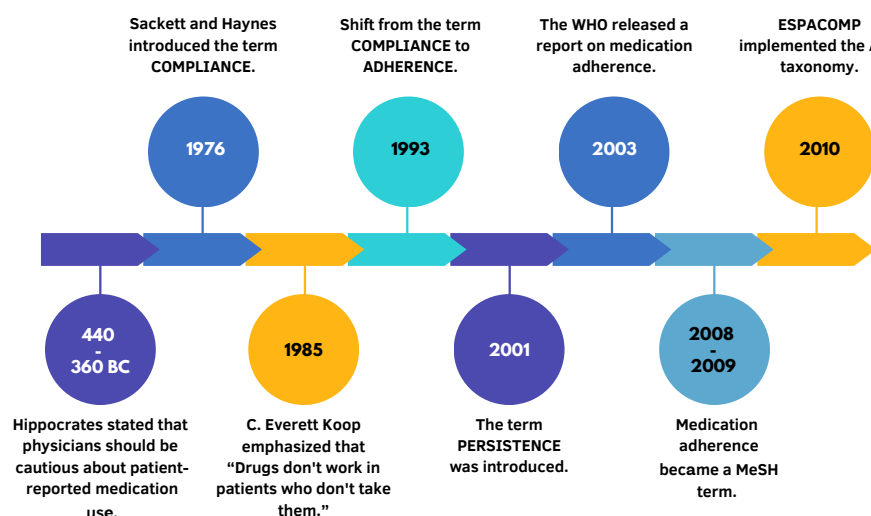 Sackett and Haynes
introduced the term
COMPLIANCE.
Shift from the term
COMPLIANCE to
ADHERENCE.
The WHO released a
report on medication
adherence.
ESPACOMP
implemented the
taxonomy.
1976
1993
2003
2010
440
-
360 BC
1985
2001
2008
-
2009
Hippocrates stated that
physicians should be
cautious about patient-
reported medication
use.
C. Everett Koop
emphasized that
“Drugs don't work in
patients who don't take
them.”
The term
PERSISTENCE
was introduced.
Medication
adherence
became a MeSH
term.